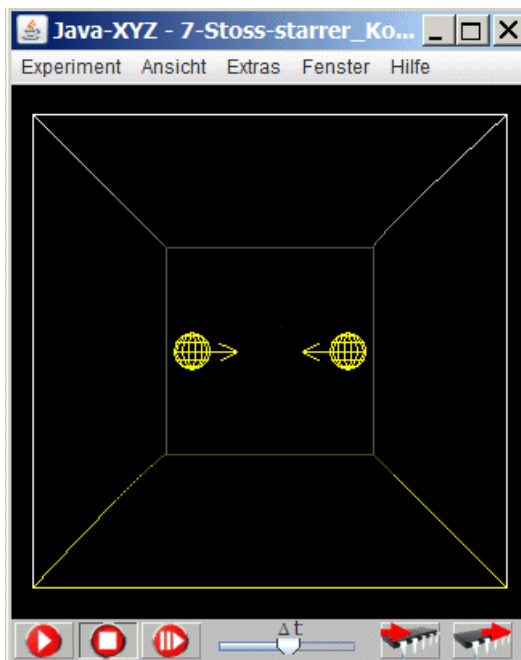 Java-XYZ - 7-Stoss-starrer_Ko...
Experiment Ansicht Extras Fenster Hilfe
Δt